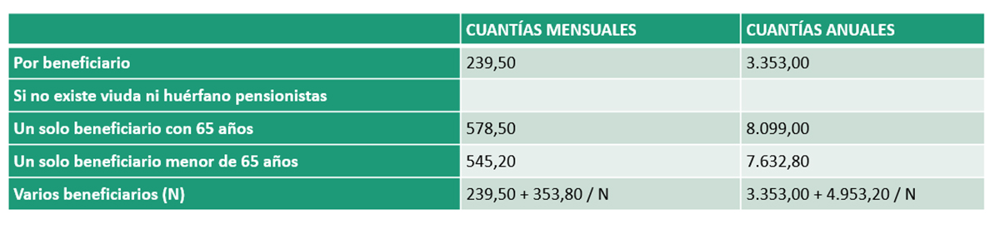 CUANTÍAS MENSUALES CUANTÍAS ANUALES
Por beneficiario 239,50 3.353,00
Si no existe viuda ni huérfano pensionistas
Un solo beneficiario con 65 años 578,50 8.099,00
Un solo beneficiario menor de 65 años 545,20 7.632,80
Varios beneficiarios (N) 239,50 + 353,80 / N 3.353,00 + 4.953,20 / N